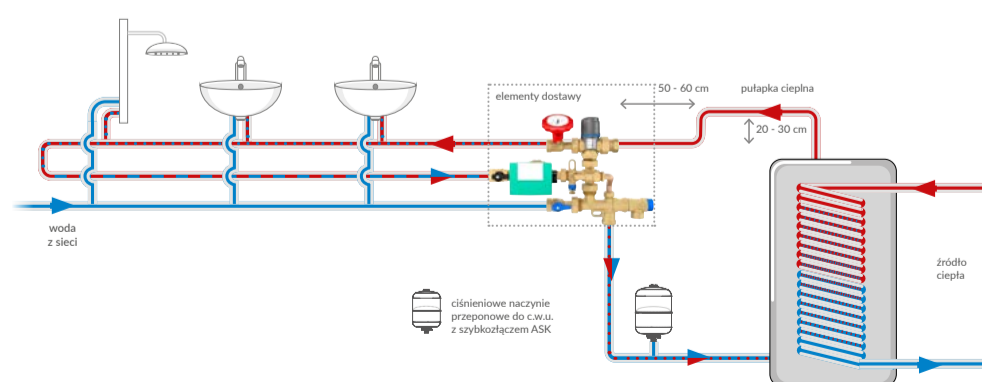 elementy dostawy
50 - 60 cm
pułapka cieplna
20 - 30 cm
woda
z sieci
źródło
ciepła
ciśnieniowe naczynie
przeponowe do c.w.u.
z szybkozłączem ASK